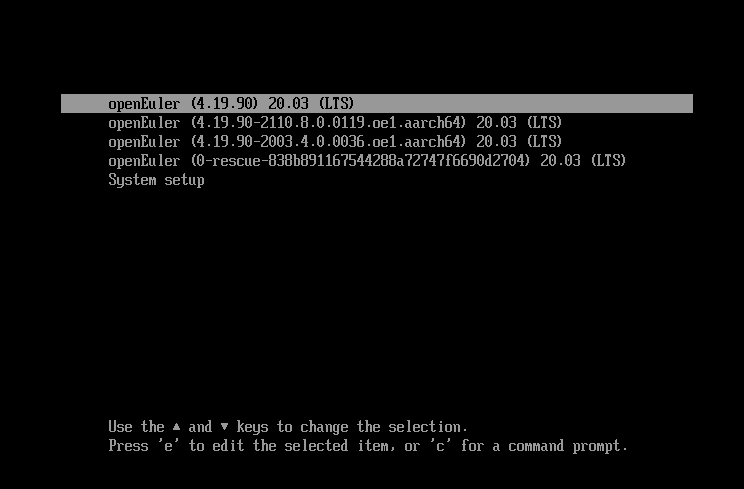 openEuler (4.19.90) 20.03 (LTS)
openEuler (4.19.90-2110.8.0.0119.oe1.aarch64) 20.03 (LTS)
openEuler (4.19.90-2003.4.0.0036.oe1.aarch64) 20.03 (LTS)
openEuler (0-rescue-838b891167544288a72747f6690d2704) 20.03 (LTS)
System setup
Use the ▲ and ▼ keys to change the selection.
Press 'e' to edit the selected item, or 'c' for a command prompt.